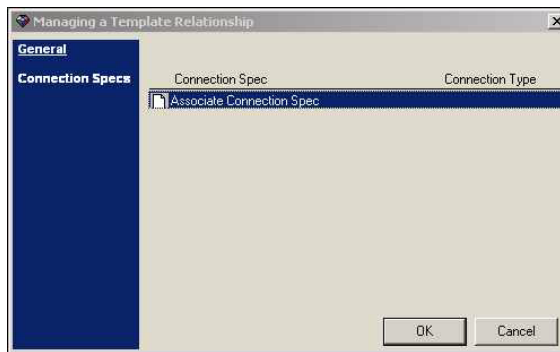 Managing a Template Relationship
General
Connection Specs
Connection Spec Connection Type
Associate Connection Spec
OK Cancel